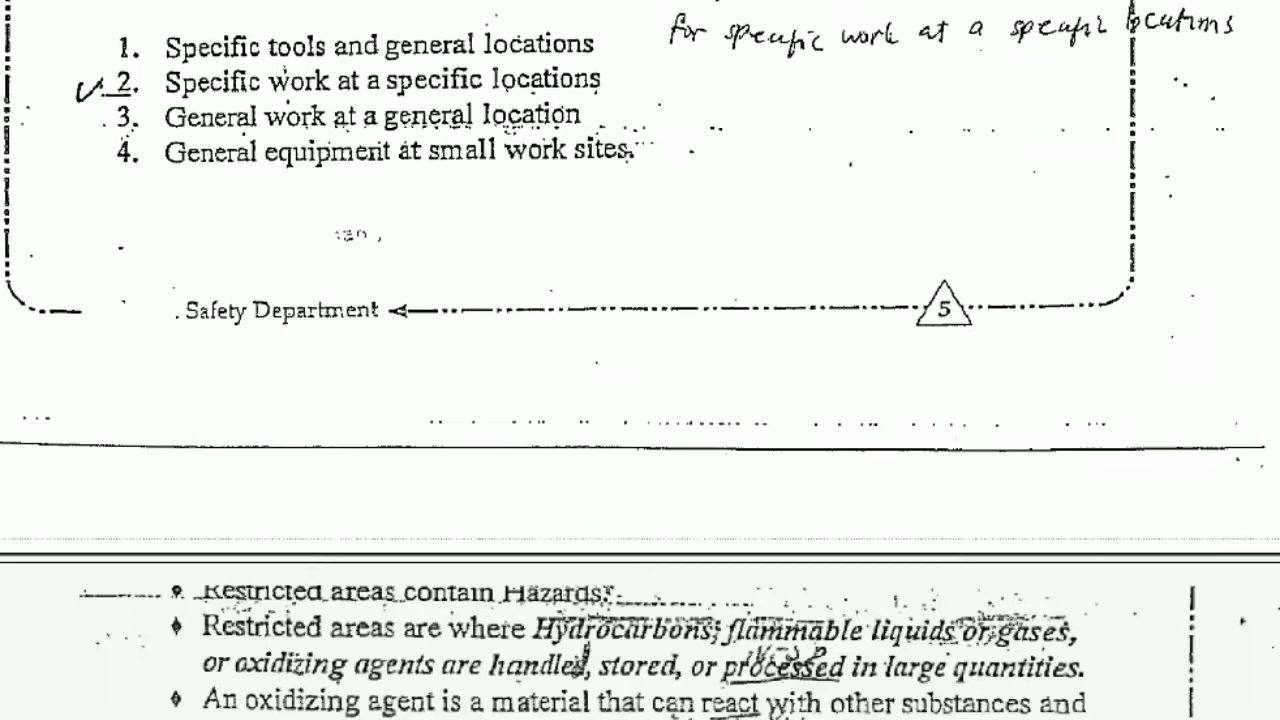 for specific work at a specific locations
1. Specific tools and general locations
2. Specific work at a specific locations
3. General work at a general location
4. General equipment at small work sites.
Safety Department
5
Restricted areas contain Hazards.
Restricted areas are where Hydrocarbons, flammable liquids or gases,
or oxidizing agents are handled, stored, or processed in large quantities.
An oxidizing agent is a material that can react with other substances and